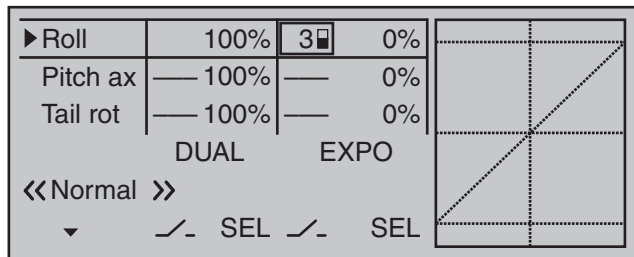 Roll 100% 3 0%
Pitch ax ––– 100% ––– 0%
Tail rot ––– 100% ––– 0%
DUAL EXPO
«Normal »
SEL SEL